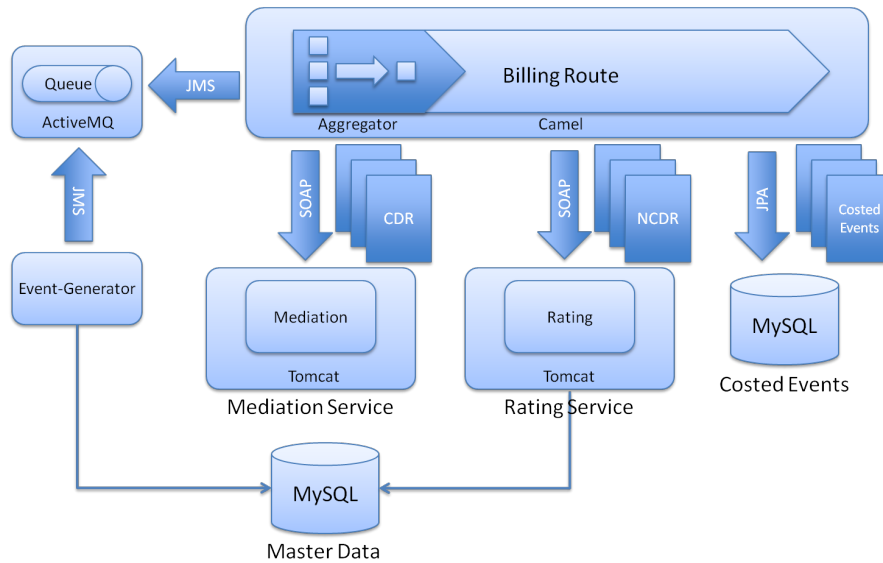 Billing Route
Aggregator
Camel
Queue
ActiveMQ
JMS
JMS
SOAP
CDR
SOAP
NCDR
JPA
Costed
Events
Event-Generator
Mediation
Tomcat
Mediation Service
Rating
Tomcat
Rating Service
MySQL
Costed Events
MySQL
Master Data